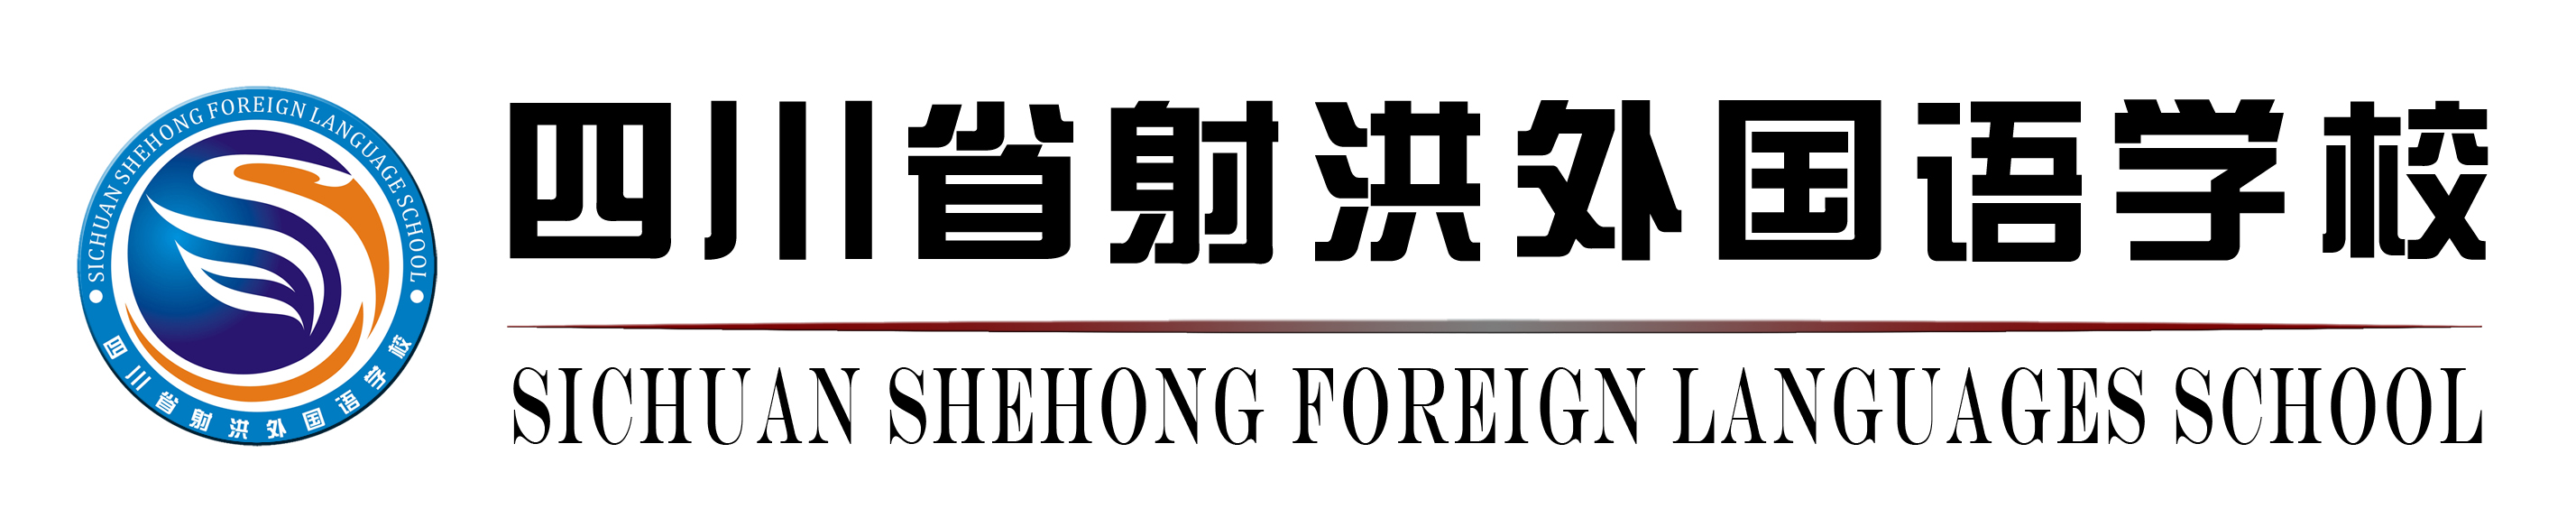 SICHUAN SHEHONG FOREIGN LANGUAGE SCHOOL
四川省射洪外国语学校
四川省射洪外国语学校
SICHUAN SHEHONG FOREIGN LANGUAGES SCHOOL